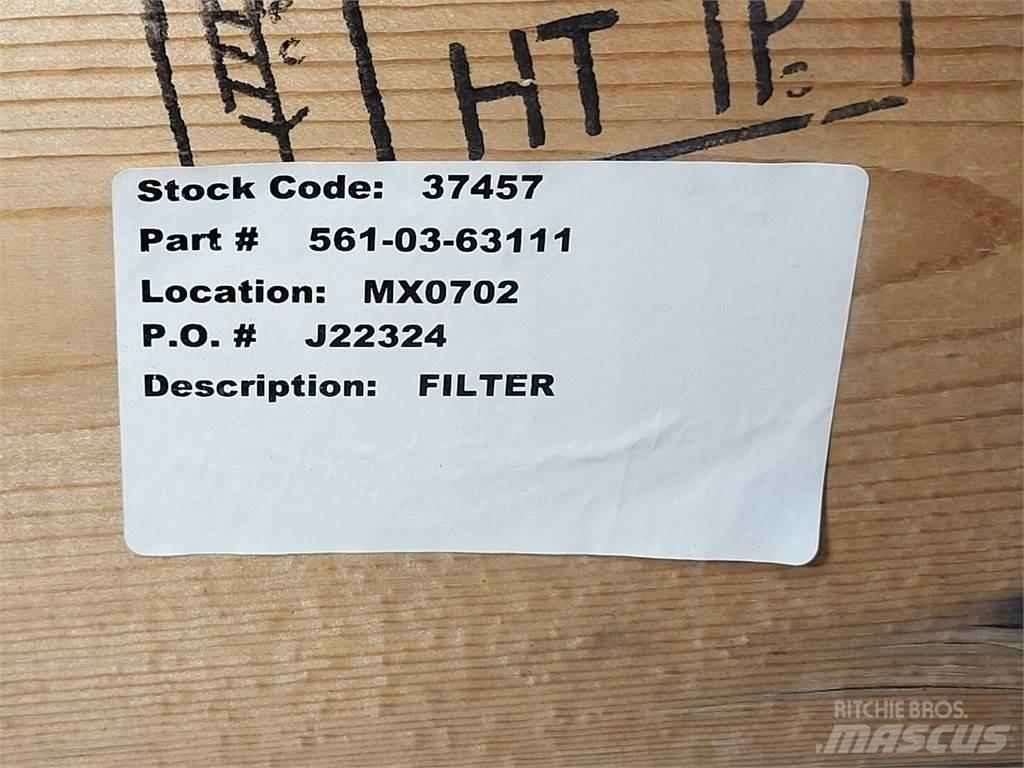 HT
Stock Code: 37457
Part # 561-03-63111
Location: MX0702
P.O. # J22324
Description: FILTER
RITCHIE BROS.
MASCUS